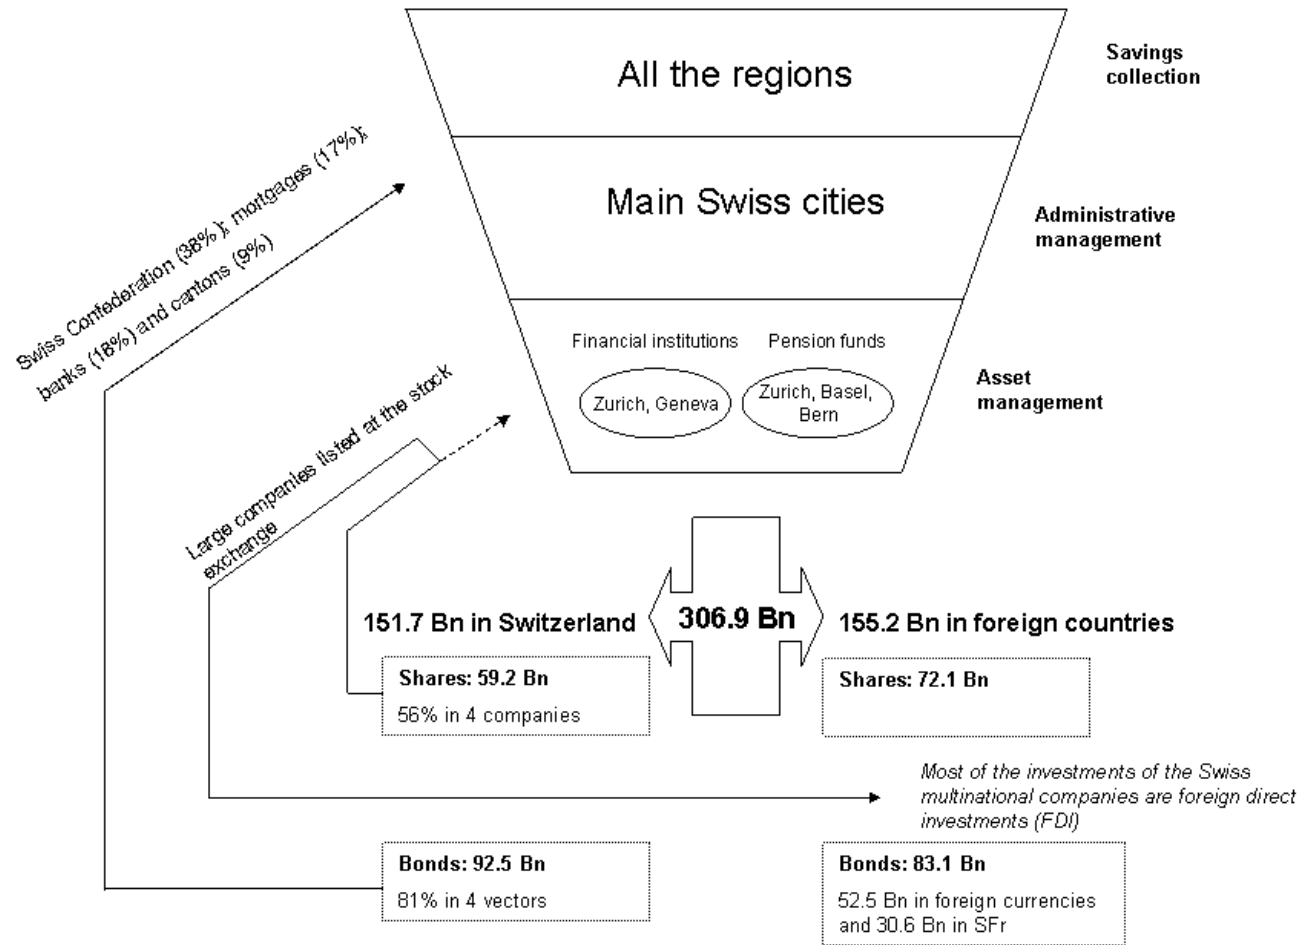 All the regions
Savings
collection
Main Swiss cities
Administrative
management
Financial institutions
Pension funds
Zurich, Geneva
Zurich, Basel,
Bern
Asset
management
Swiss Confederation (38%); mortgages (17%);
banks (18%) and cantons (9%)
Large companies listed at the stock
exchange
151.7 Bn in Switzerland
306.9 Bn
155.2 Bn in foreign countries
Shares: 59.2 Bn
56% in 4 companies
Shares: 72.1 Bn
Most of the investments of the Swiss
multinational companies are foreign direct
investments (FDI)
Bonds: 92.5 Bn
81% in 4 vectors
Bonds: 83.1 Bn
52.5 Bn in foreign currencies
and 30.6 Bn in SFr